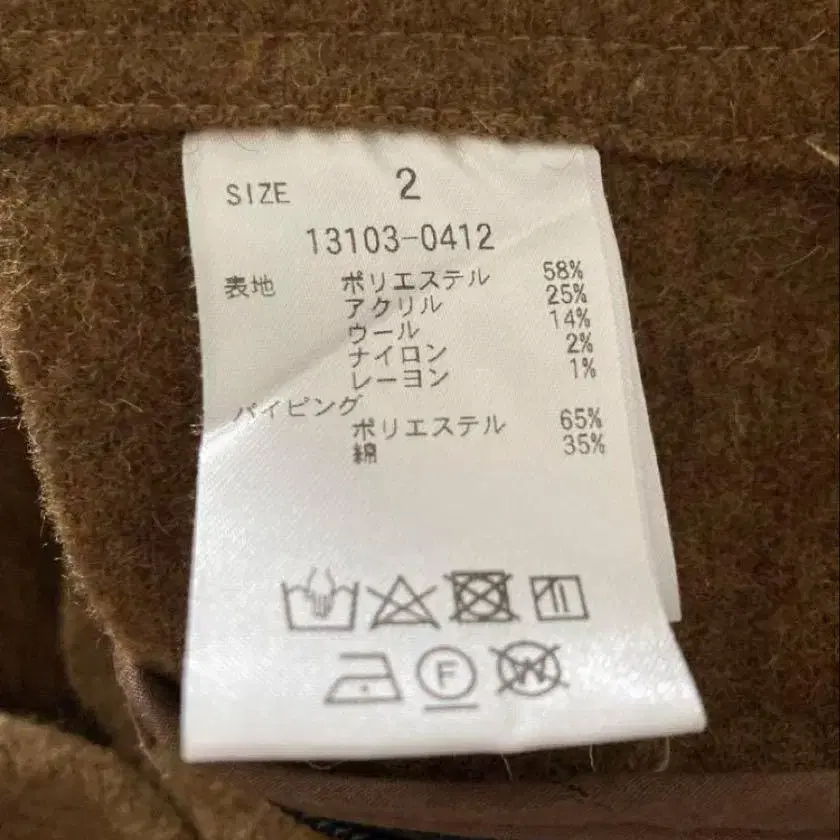 SIZE 2
13103-0412
表地 ポリエステル 58%
アクリル 25%
ウール 14%
ナイロン 2%
レーヨン 1%
パイピング
ポリエステル 65%
綿 35%
F W